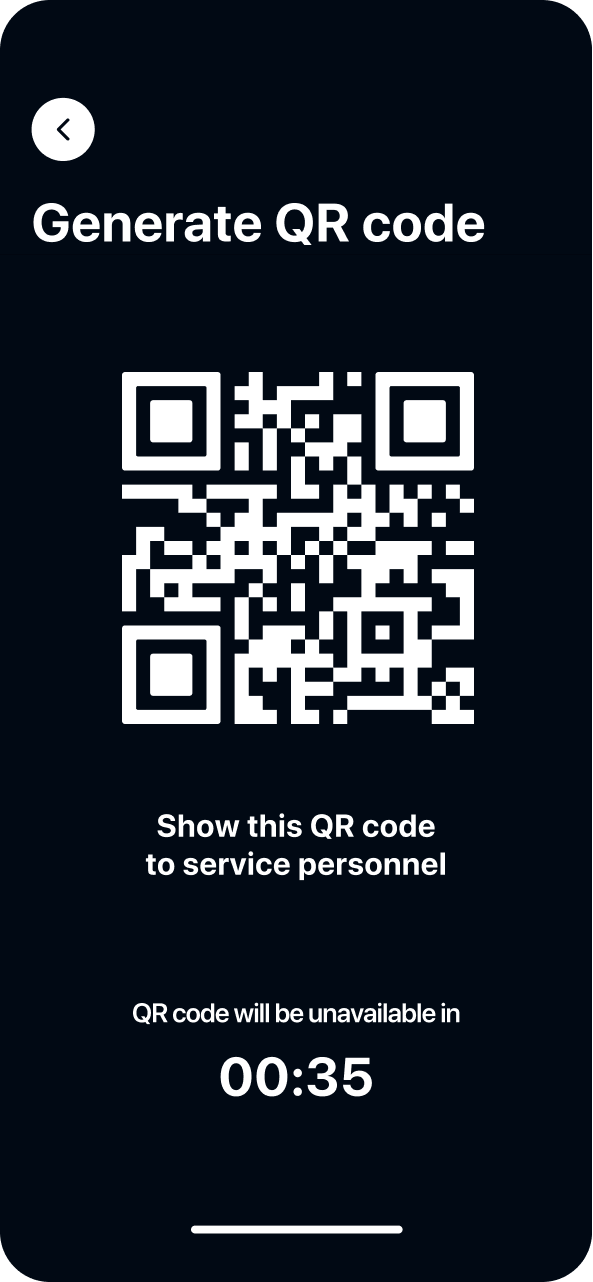 Generate QR code
Show this QR code
to service personnel
QR code will be unavailable in
00:35